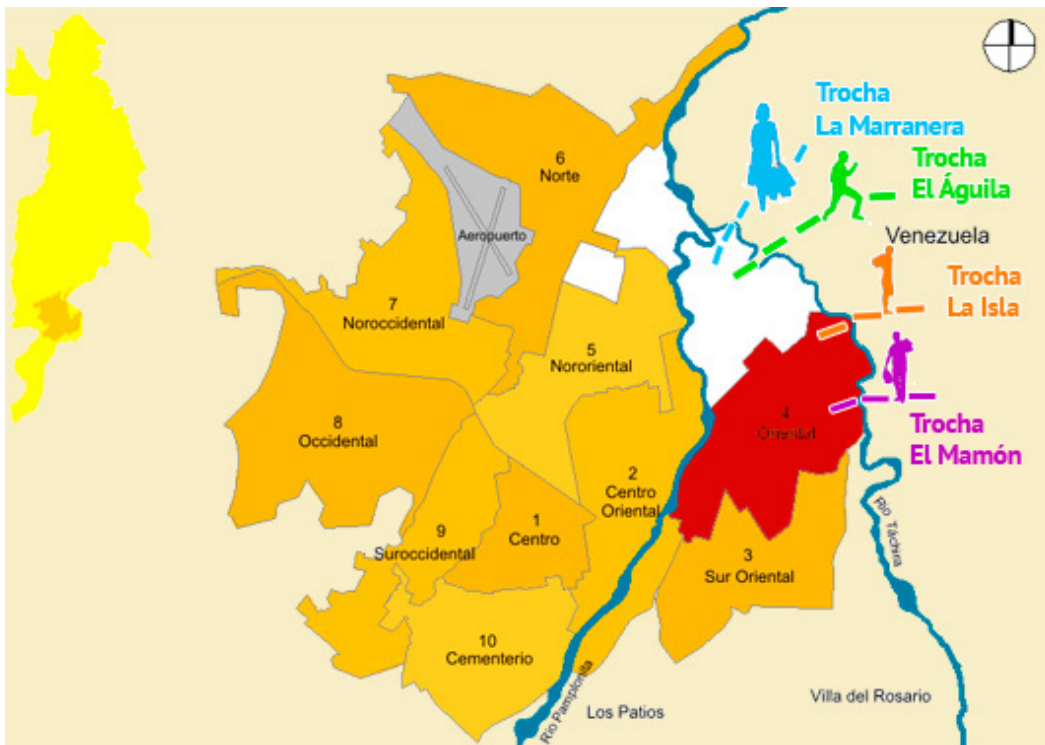 Trocha
La Marranera
Trocha
El Águila
6
Norte
Venezuela
Aeropuerto
Trocha
La Isla
7
Noroccidental
5
Nororiental
8
Occidental
4
Oriental
Trocha
El Mamón
2
Centro
Oriental
1
Centro
9
Suroccidental
3
Sur Oriental
Río Táchira
10
Cementerio
Río Pamplonita
Los Patios
Villa del Rosario